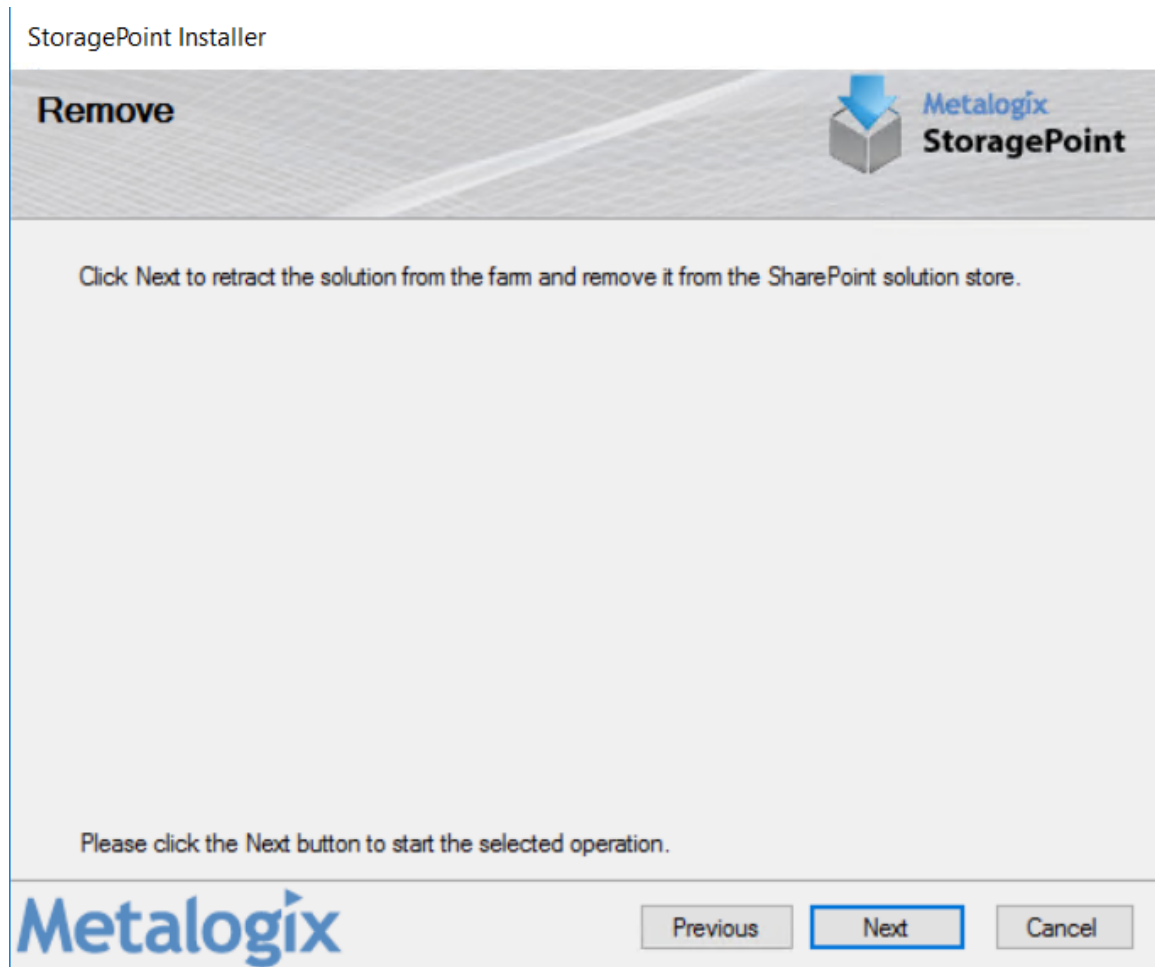 StoragePoint Installer
Remove
Metalogix
StoragePoint
Click Next to retract the solution from the farm and remove it from the SharePoint solution store.
Please click the Next button to start the selected operation.
Metalogix
Previous
Next
Cancel